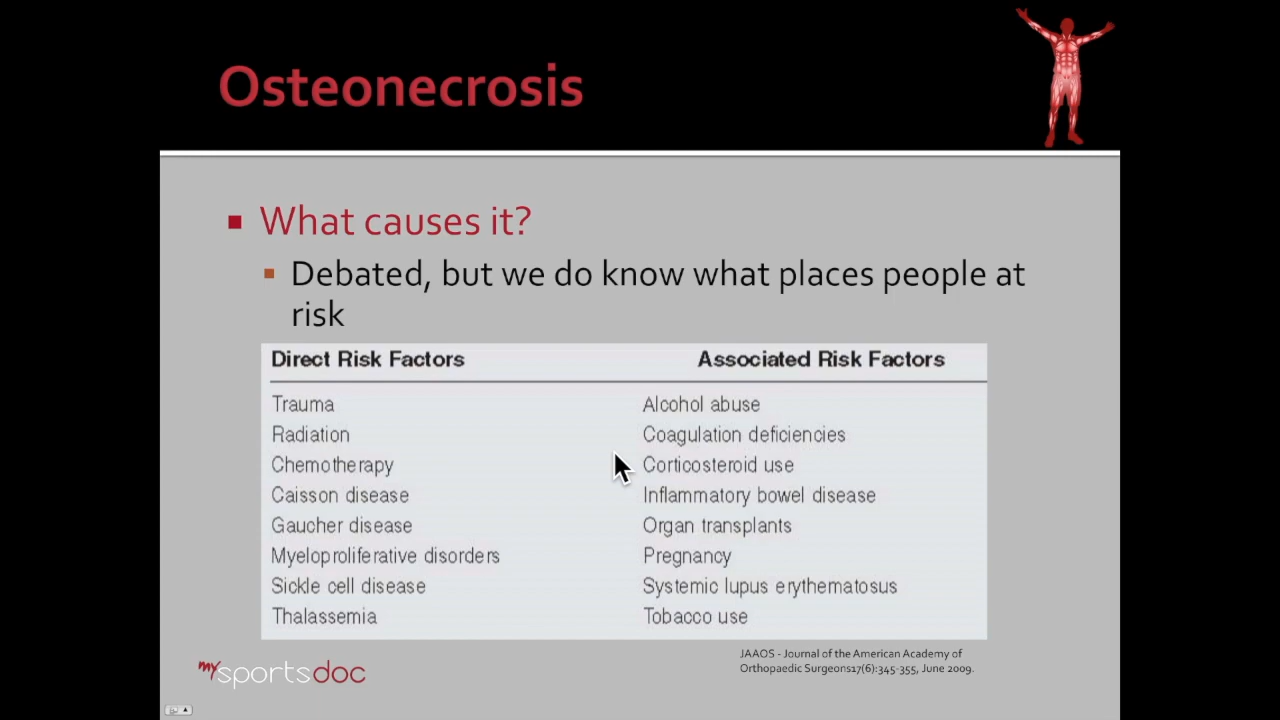 Osteonecrosis
What causes it?
Debated, but we do know what places people at
risk
Direct Risk Factors Associated Risk Factors
Trauma Alcohol abuse
Radiation Coagulation deficiencies
Chemotherapy Corticosteroid use
Caisson disease Inflammatory bowel disease
Gaucher disease Organ transplants
Myeloproliferative disorders Pregnancy
Sickle cell disease Systemic lupus erythematosus
Thalassemia Tobacco use
JAAOS - Journal of the American Academy of
Orthopaedic Surgeons17(6):345-355, June 2009.
mysportsdoc